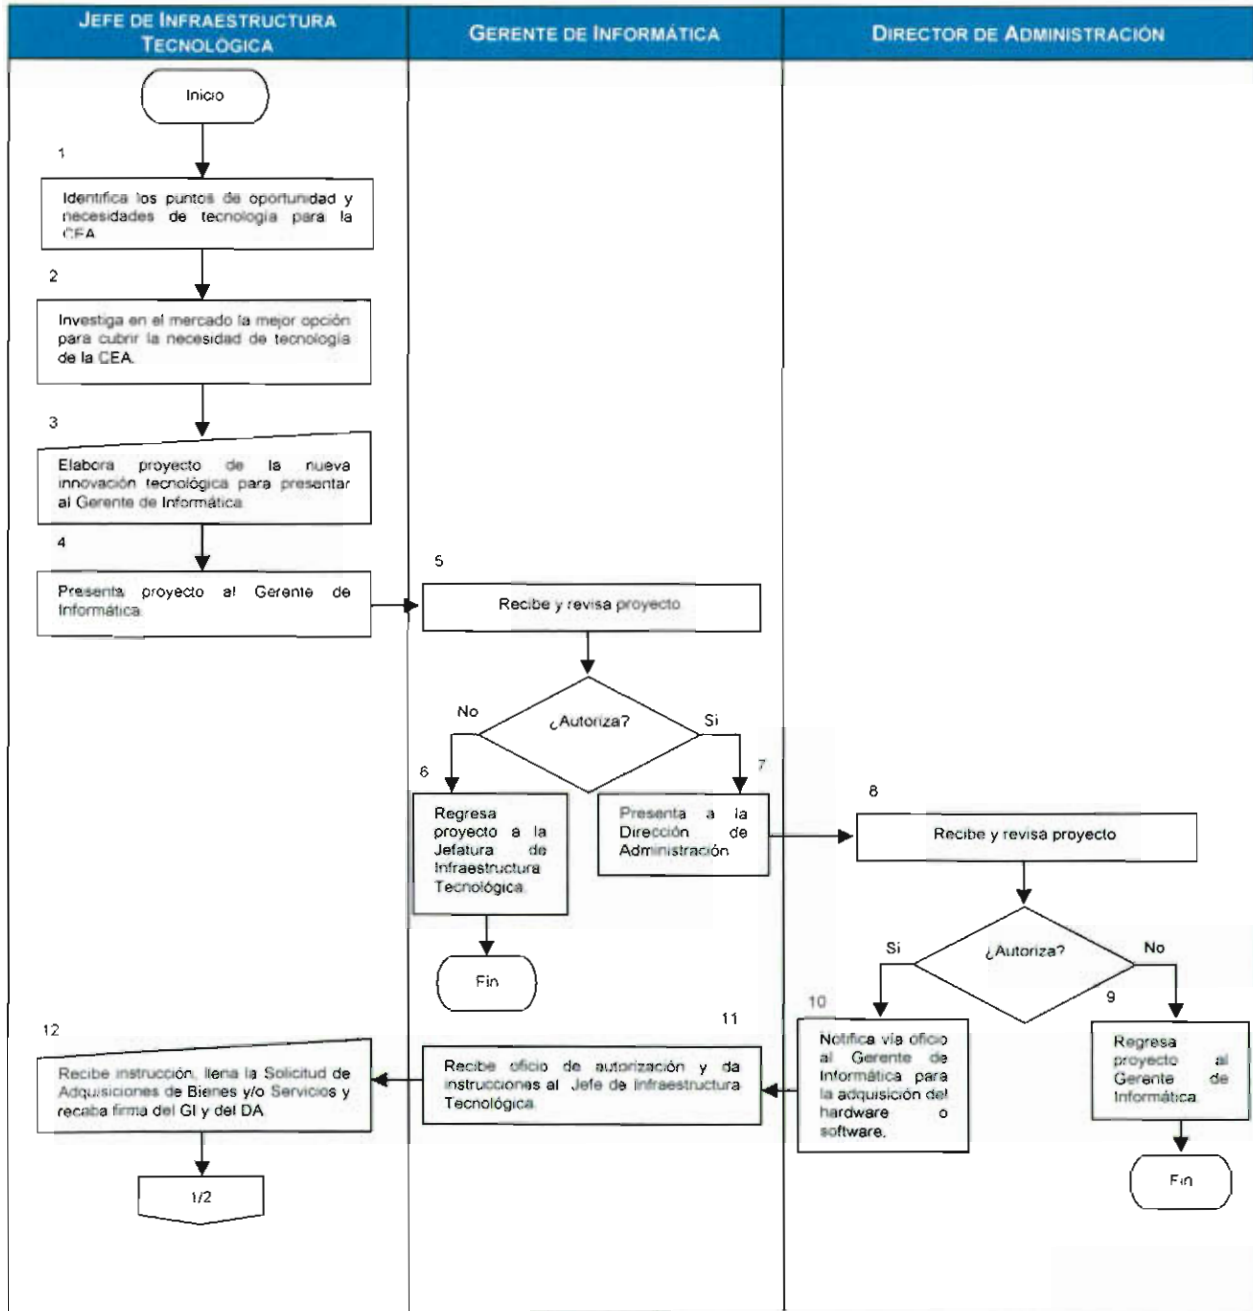 JEFE DE INFRAESTRUCTURA
TECNOLÓGICA
GERENTE DE INFORMÁTICA
DIRECTOR DE ADMINISTRACIÓN
Inicio
1
Identifica los puntos de oportunidad y
necesidades de tecnología para la
CEA.
2
Investiga en el mercado la mejor opción
para cubrir la necesidad de tecnología
de la CEA.
3
Elabora proyecto de la nueva
innovación tecnológica para presentar
al Gerente de Informática.
4
Presenta proyecto al Gerente de
Informática.
5
Recibe y revisa proyecto
¿Autoriza?
No
Si
6
Regresa
proyecto a la
Jefatura de
Infraestructura
Tecnológica.
Fin
7
Presenta a la
Dirección de
Administración
8
Recibe y revisa proyecto
¿Autoriza?
Si
No
9
Regresa
proyecto al
Gerente de
Informática.
Fin
10
Notifica vía oficio
al Gerente de
Informática para
la adquisición del
hardware o
software.
11
Recibe oficio de autorización y da
instrucciones al Jefe de Infraestructura
Tecnológica.
12
Recibe instrucción, llena la Solicitud de
Adquisiciones de Bienes y/o Servicios y
recaba firma del GI y del DA
1/2